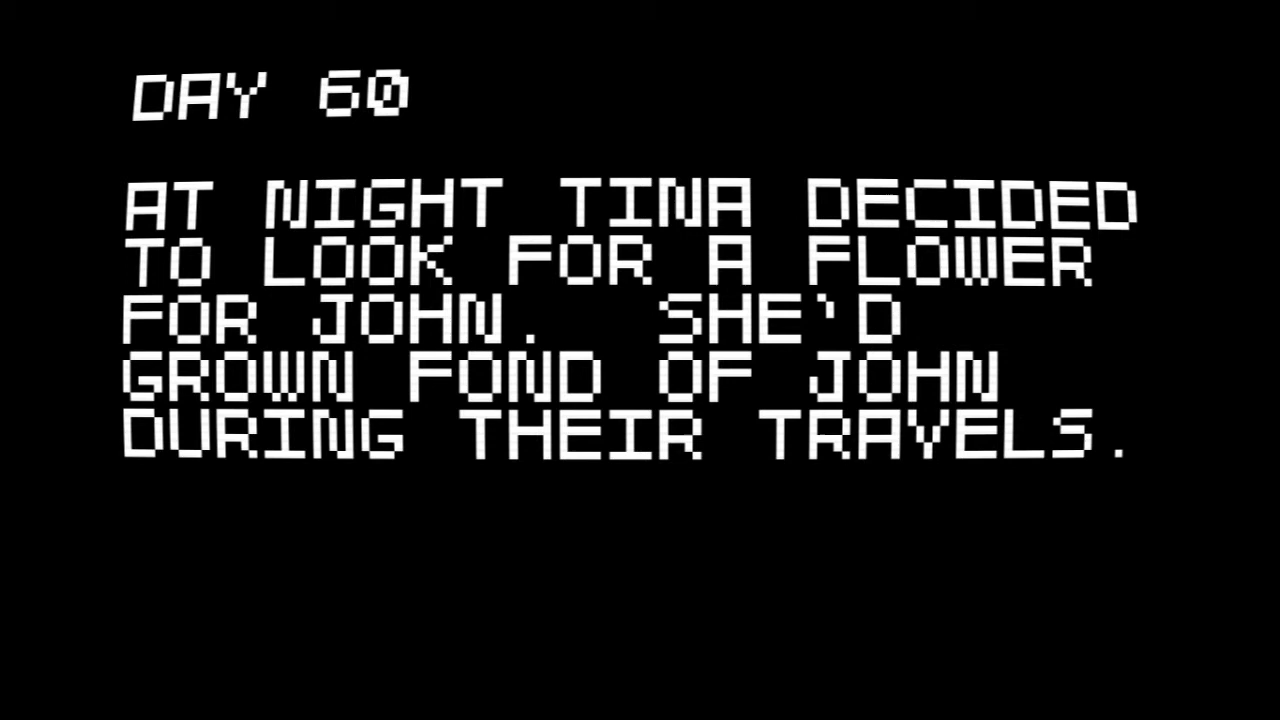 DAY 60
AT NIGHT TINA DECIDED
TO LOOK FOR A FLOWER
FOR JOHN. SHE'D
GROWN FOND OF JOHN
DURING THEIR TRAVELS.